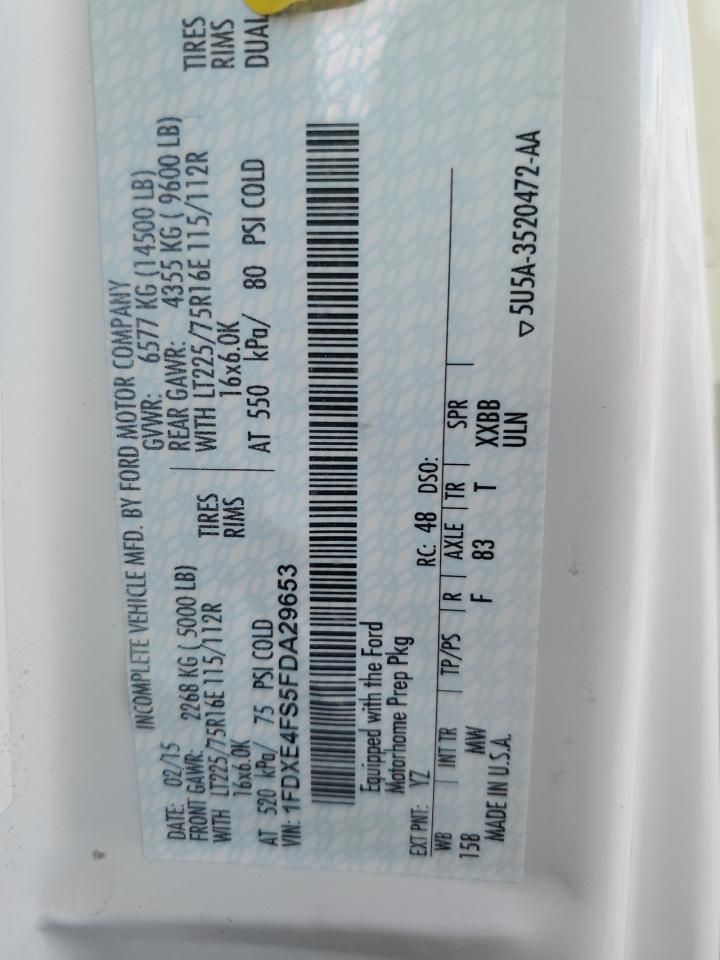 INCOMPLETE VEHICLE MFD. BY FORD MOTOR COMPANY
DATE: 02/15 GVWR: 6577 KG (14500 LB)
FRONT GAWR: 2268 KG ( 5000 LB) REAR GAWR: 4355 KG ( 9600 LB)
WITH LT225/75R16E 115/112R TIRES WITH LT225/75R16E 115/112R TIRES
16x6.0K RIMS 16x6.0K RIMS
AT 520 kPa/ 75 PSI COLD AT 550 kPa/ 80 PSI COLD DUAL
VIN: 1FDXE4FS5FDA29653
Equipped with the Ford
Motorhome Prep Pkg
EXT PNT: YZ RC: 48 DSO:
WB INT TR TP/PS R AXLE TR SPR
158 MW F 83 T XXBB
MADE IN U.S.A. ULN
▽5U5A-3520472-AA